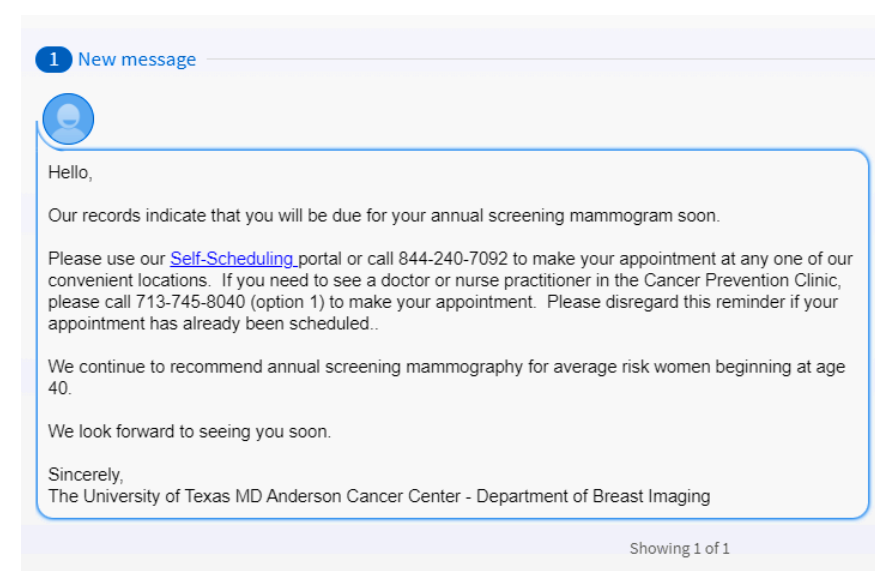 1 New message
Hello,
Our records indicate that you will be due for your annual screening mammogram soon.
Please use our Self-Scheduling portal or call 844-240-7092 to make your appointment at any one of our
convenient locations.  If you need to see a doctor or nurse practitioner in the Cancer Prevention Clinic,
please call 713-745-8040 (option 1) to make your appointment.  Please disregard this reminder if your
appointment has already been scheduled..
We continue to recommend annual screening mammography for average risk women beginning at age
40.
We look forward to seeing you soon.
Sincerely,
The University of Texas MD Anderson Cancer Center - Department of Breast Imaging
Showing 1 of 1